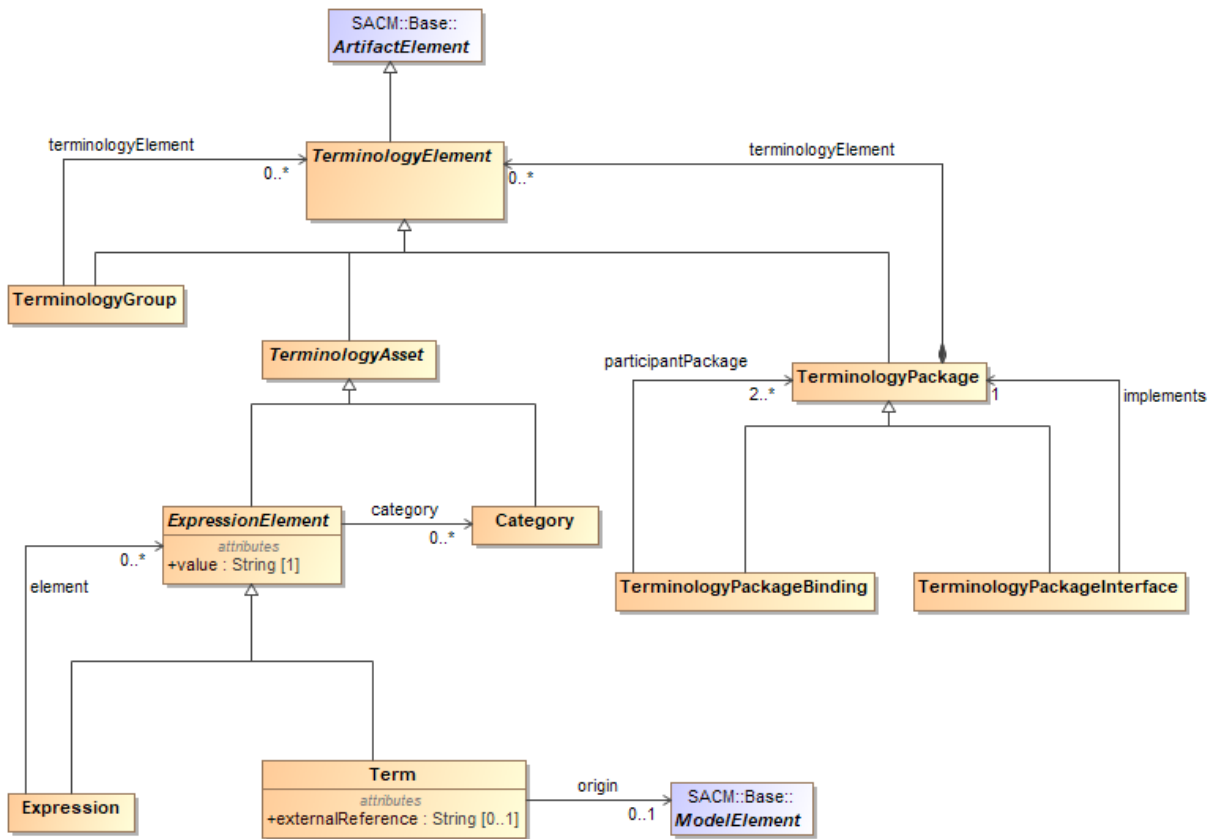 SACM::Base::
ArtifactElement
terminologyElement
0..*
TerminologyElement
terminologyElement
0..*
TerminologyGroup
TerminologyAsset
participantPackage
2..*
TerminologyPackage
1
implements
ExpressionElement
attributes
+value : String [1]
category
0..*
Category
0..*
element
TerminologyPackageBinding
TerminologyPackageInterface
Expression
Term
attributes
+externalReference : String [0..1]
origin
0..1
SACM::Base::
ModelElement